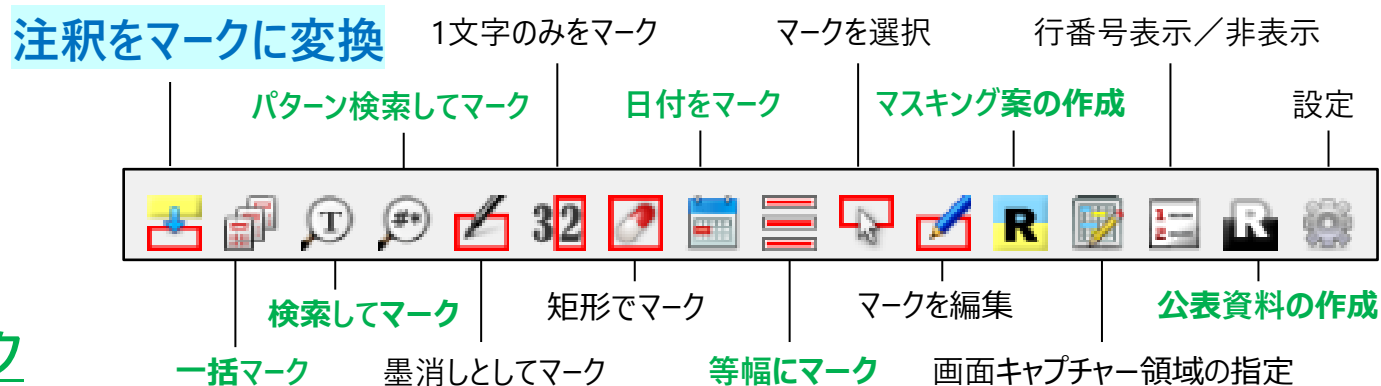 注釈をマークに変換
1文字のみをマーク
マークを選択
行番号表示／非表示
パターン検索してマーク
日付をマーク
マスキング案の作成
設定
T
#*
32
R
1
2
R
検索してマーク
矩形でマーク
マークを編集
公表資料の作成
ク
一括マーク
墨消しとしてマーク
等幅にマーク
画面キャプチャー領域の指定